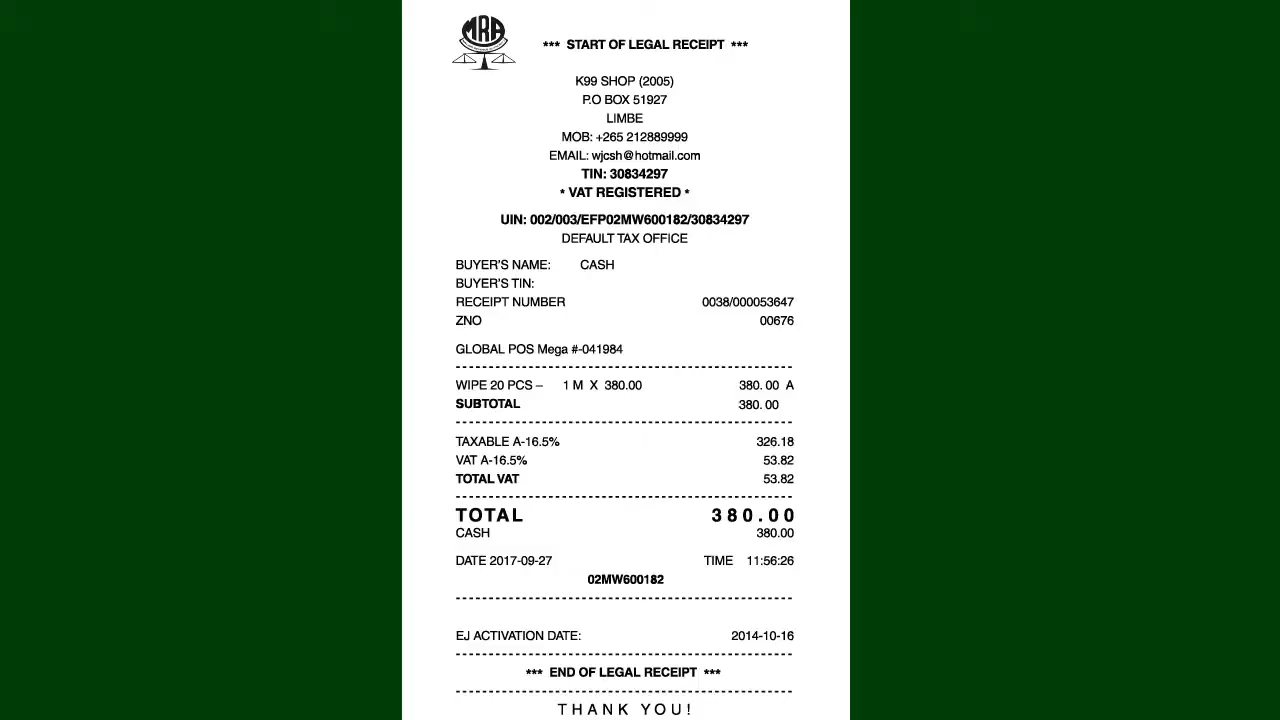 MRA
*** START OF LEGAL RECEIPT ***
K99 SHOP (2005)
P.O BOX 51927
LIMBE
MOB: +265 212889999
EMAIL: wjcsh@hotmail.com
TIN: 30834297
* VAT REGISTERED *
UIN: 002/003/EFP02MW600182/30834297
DEFAULT TAX OFFICE
BUYER'S NAME: CASH
BUYER'S TIN:
RECEIPT NUMBER 0038/000053647
ZNO 00676
GLOBAL POS Mega #-041984
WIPE 20 PCS – 1 M X 380.00 380. 00 A
SUBTOTAL 380. 00
TAXABLE A-16.5% 326.18
VAT A-16.5% 53.82
TOTAL VAT 53.82
TOTAL 380.00
CASH 380.00
DATE 2017-09-27 TIME 11:56:26
02MW600182
EJ ACTIVATION DATE: 2014-10-16
*** END OF LEGAL RECEIPT ***
THANK YOU!